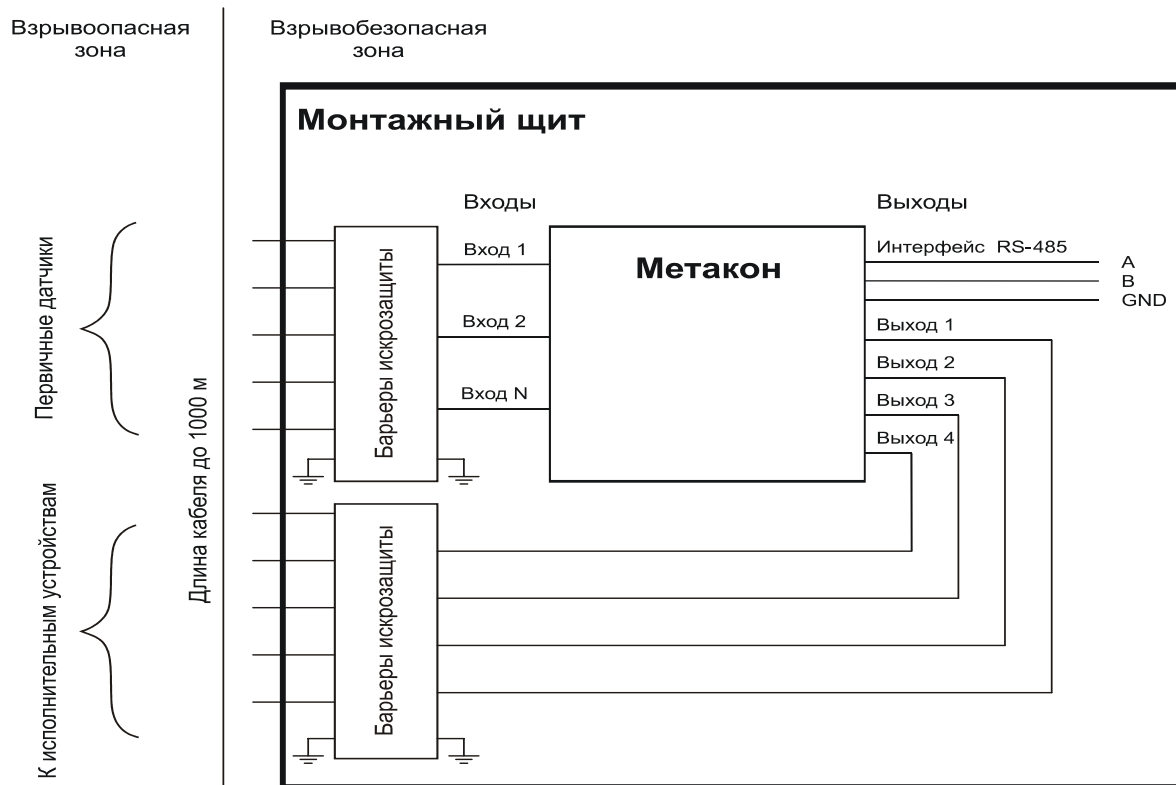 Взрывоопасная
зона
Взрывобезопасная
зона
Монтажный щит
Входы
Выходы
Первичные датчики
Барьеры искрозащиты
Вход 1
Вход 2
Вход N
Метакон
Интерфейс RS-485
A
B
GND
Выход 1
Выход 2
Выход 3
Выход 4
Длина кабеля до 1000 м
К исполнительным устройствам
Барьеры искрозащиты